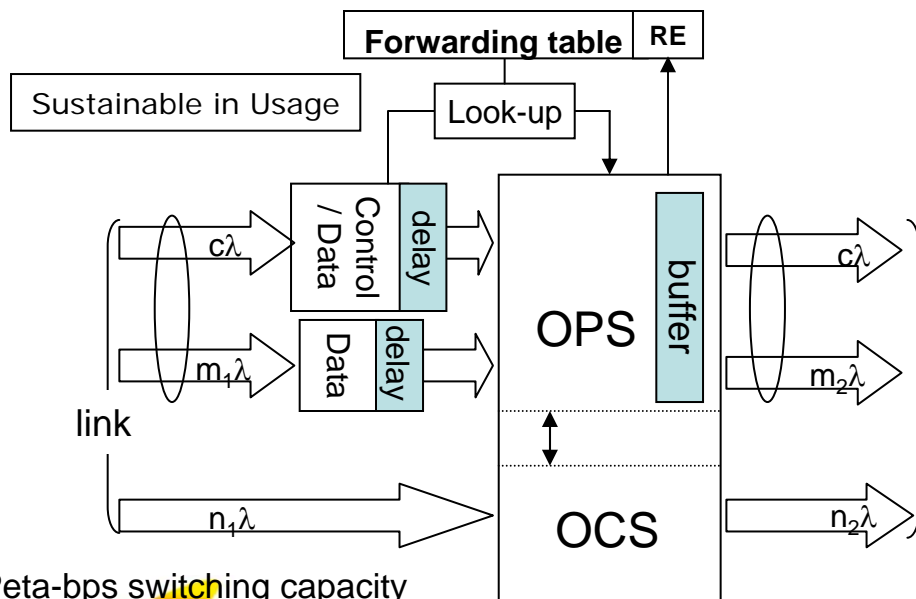 Forwarding table RE
Sustainable in Usage
Look-up
Control
/ Data
delay
cλ
cλ
buffer
OPS
Data
delay
m₁λ
m₂λ
link
n₁λ
OCS
n₂λ
Peta-bps switching capacity